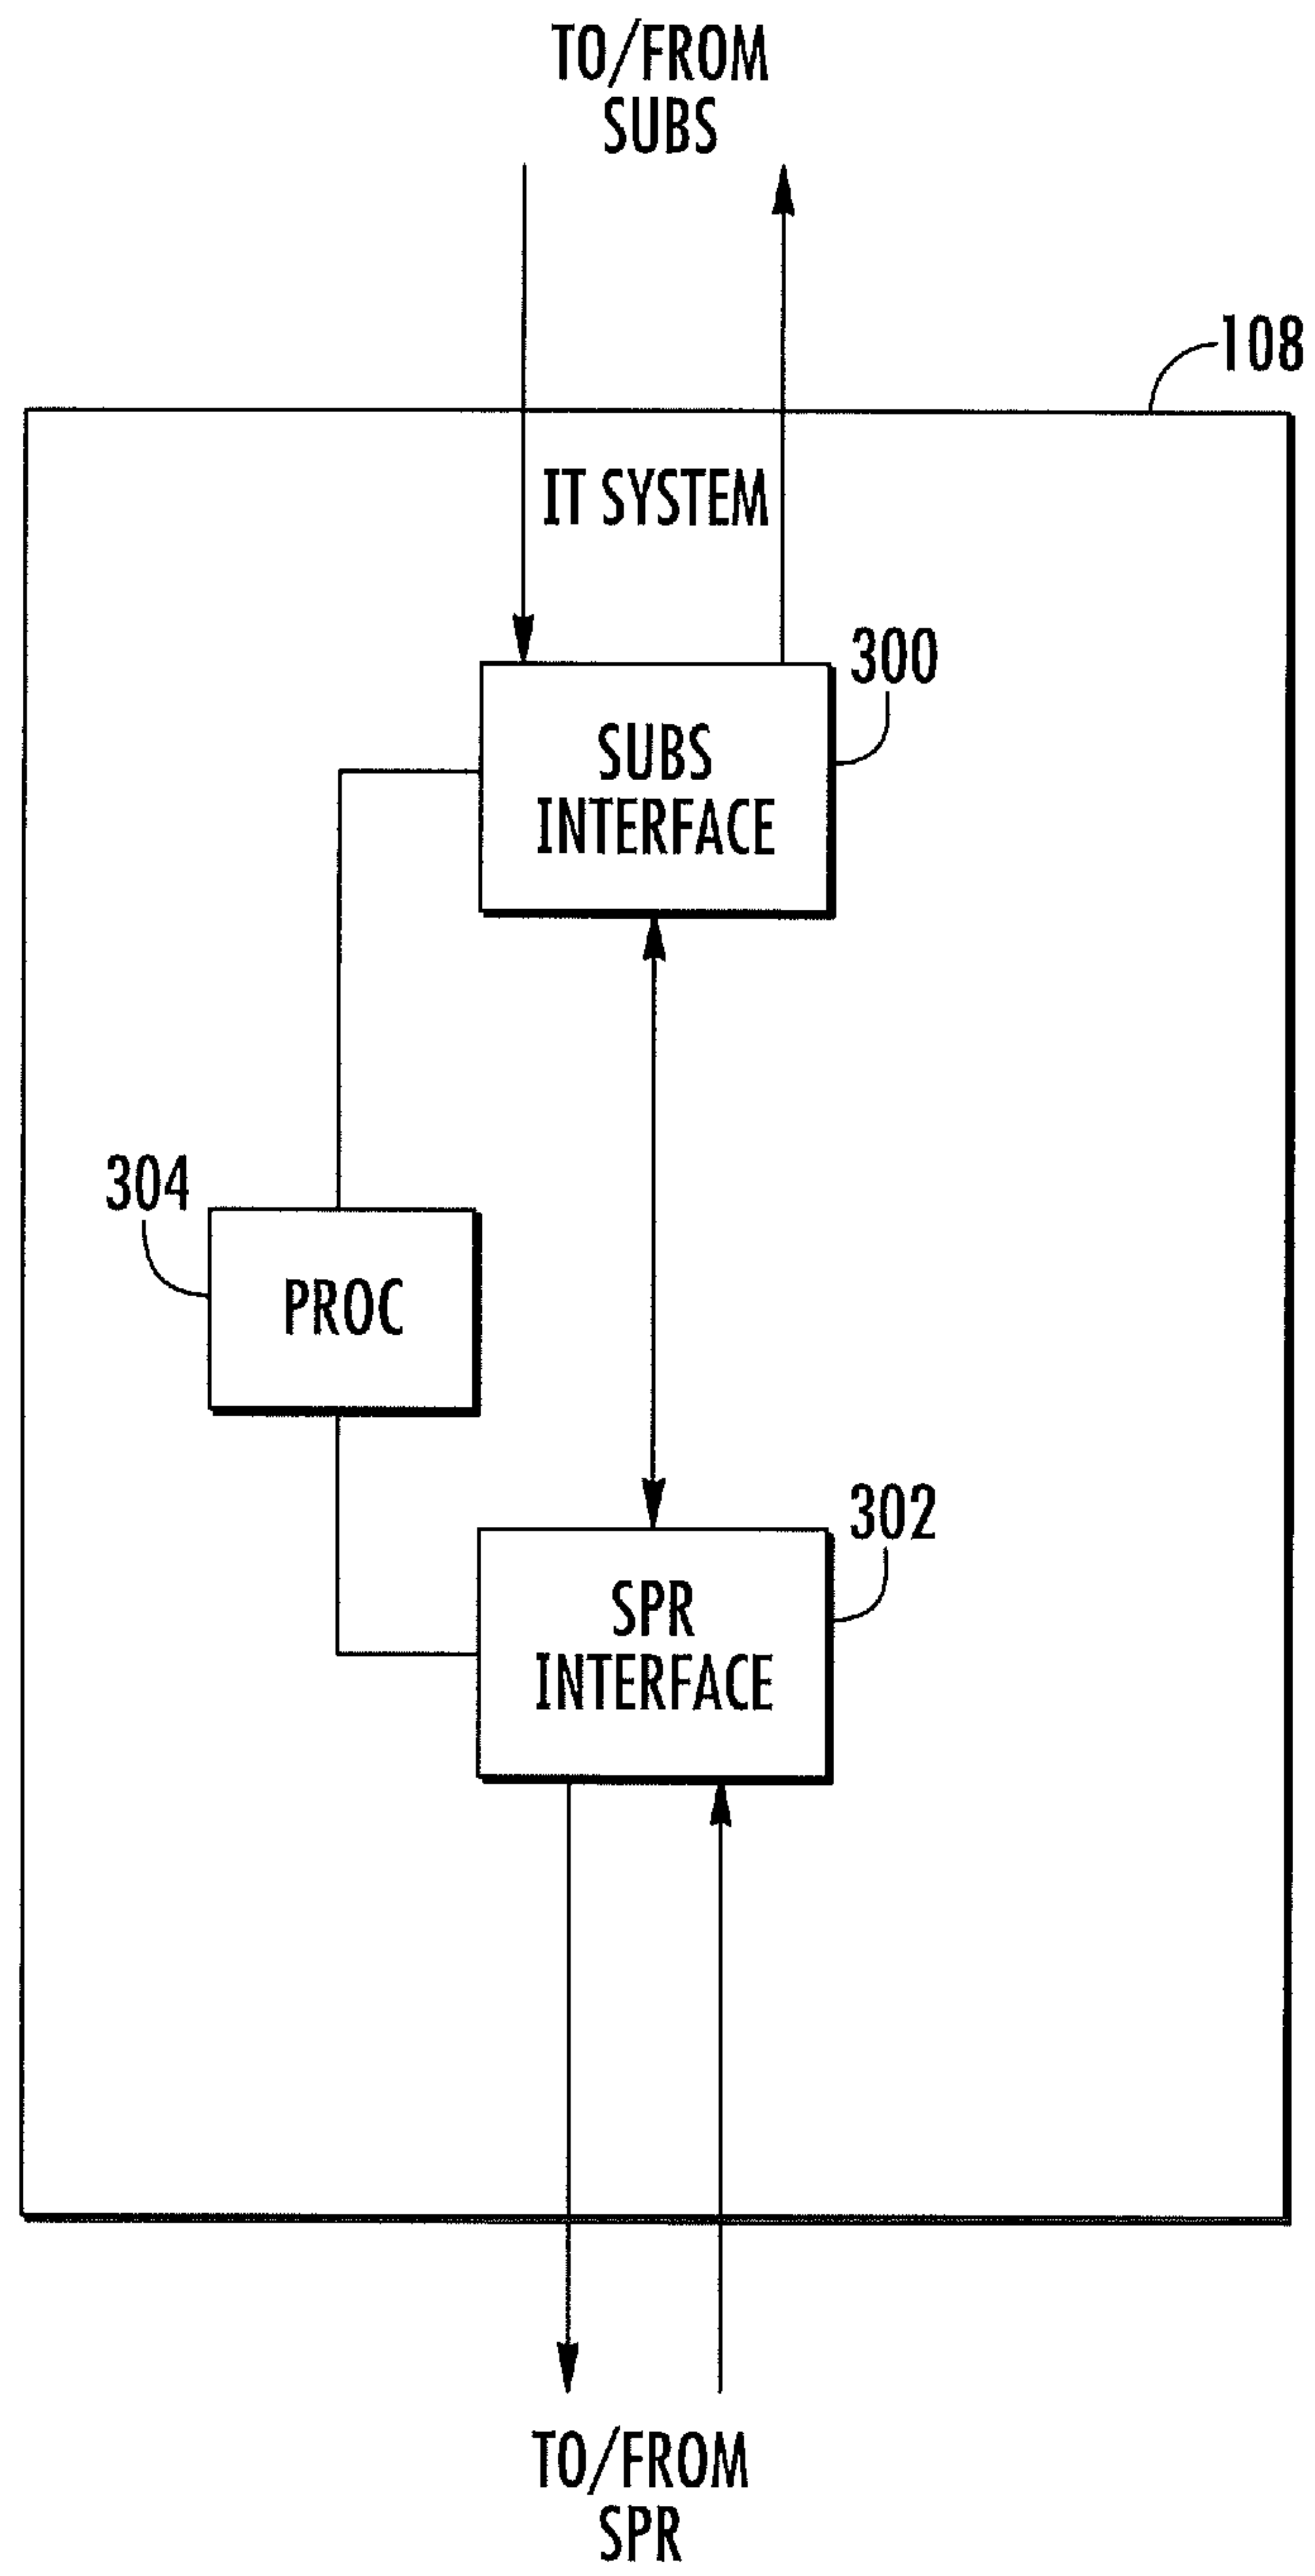 TO/FROM
SUBS
108
IT SYSTEM
300
SUBS
INTERFACE
304
PROC
302
SPR
INTERFACE
TO/FROM
SPR